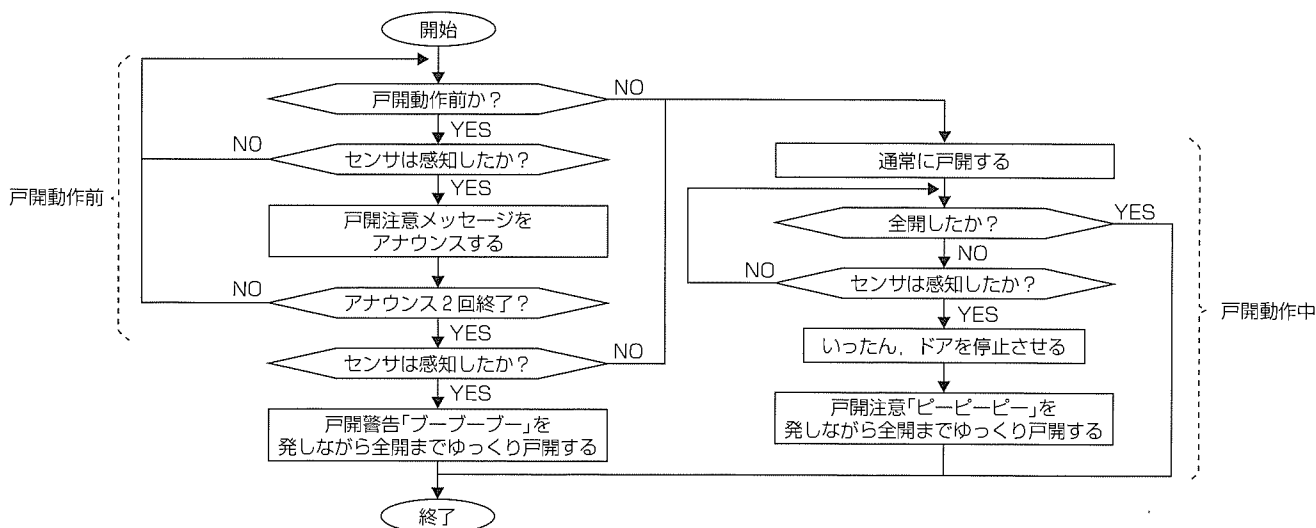 開始
戸開動作前か？
NO
YES
センサは感知したか？
NO
YES
戸開注意メッセージを
アナウンスする
アナウンス2回終了？
NO
YES
センサは感知したか？
NO
YES
戸開警告「ブーブーブー」を
発しながら全開までゆっくり戸開する
終了
戸開動作前
通常に戸開する
全開したか？
YES
NO
センサは感知したか？
NO
YES
いったん，ドアを停止させる
戸開注意「ピーピーピー」を
発しながら全開までゆっくり戸開する
戸開動作中